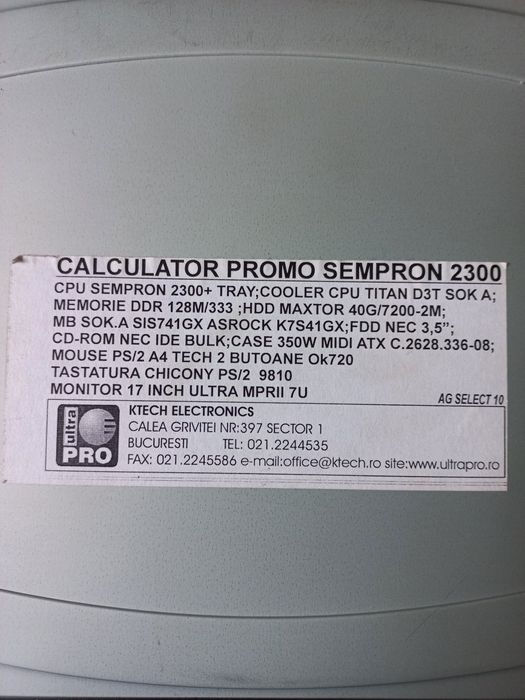 CALCULATOR PROMO SEMPRON 2300
CPU SEMPRON 2300+ TRAY;COOLER CPU TITAN D3T SOK A;
MEMORIE DDR 128M/333 ;HDD MAXTOR 40G/7200-2M;
MB SOK.A SIS741GX ASROCK K7S41GX;FDD NEC 3,5";
CD-ROM NEC IDE BULK;CASE 350W MIDI ATX C.2628.336-08;
MOUSE PS/2 A4 TECH 2 BUTOANE Ok720
TASTATURA CHICONY PS/2 9810
MONITOR 17 INCH ULTRA MPRII 7U
AG SELECT 10
ultra
PRO
KTECH ELECTRONICS
CALEA GRIVITEI NR:397 SECTOR 1
BUCURESTI TEL: 021.2244535
FAX: 021.2245586 e-mail:office@ktech.ro site:www.ultrapro.ro